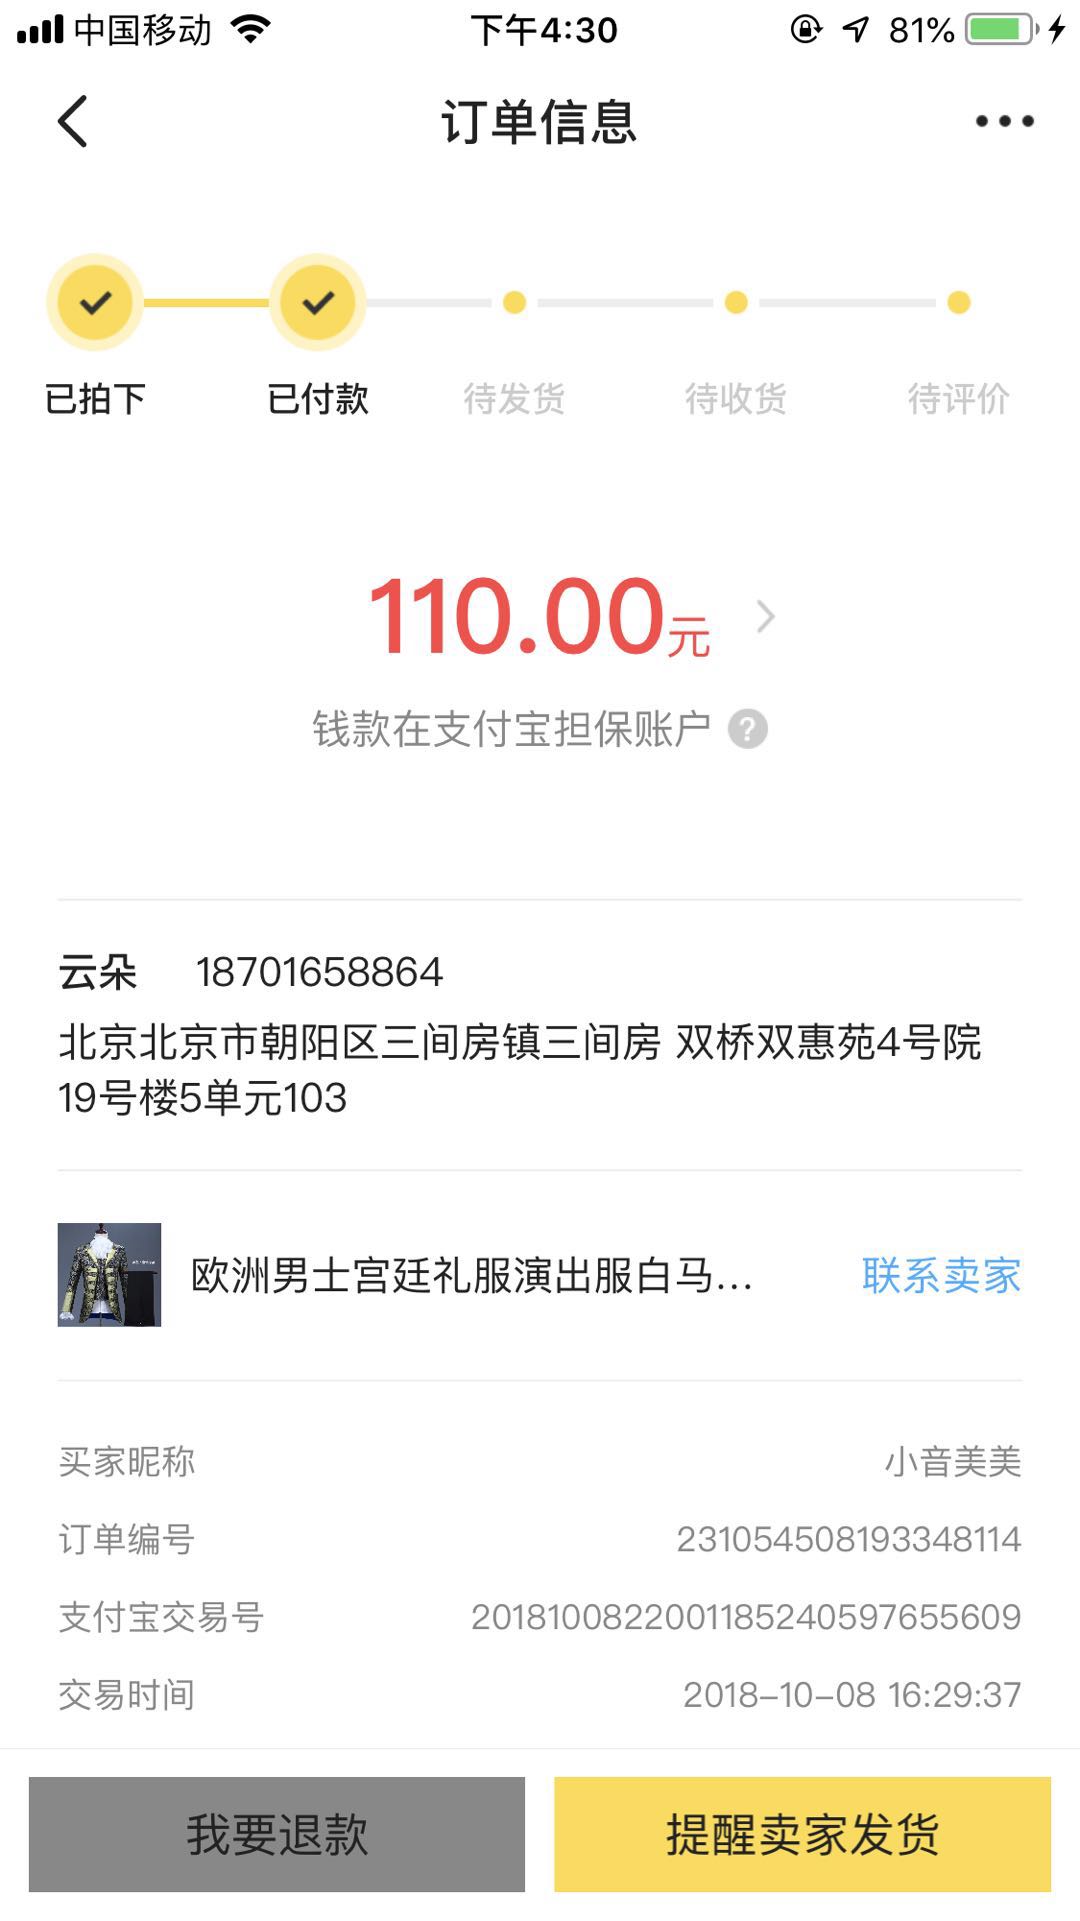 中国移动 下午4:30 81%
订单信息
已拍下 已付款 待发货 待收货 待评价
110.00元
钱款在支付宝担保账户 ?
云朵 18701658864
北京北京市朝阳区三间房镇三间房 双桥双惠苑4号院
19号楼5单元103
欧洲男士宫廷礼服演出服白马... 联系卖家
买家昵称 小音美美
订单编号 231054508193348114
支付宝交易号 2018100822001185240597655609
交易时间 2018-10-08 16:29:37
我要退款 提醒卖家发货